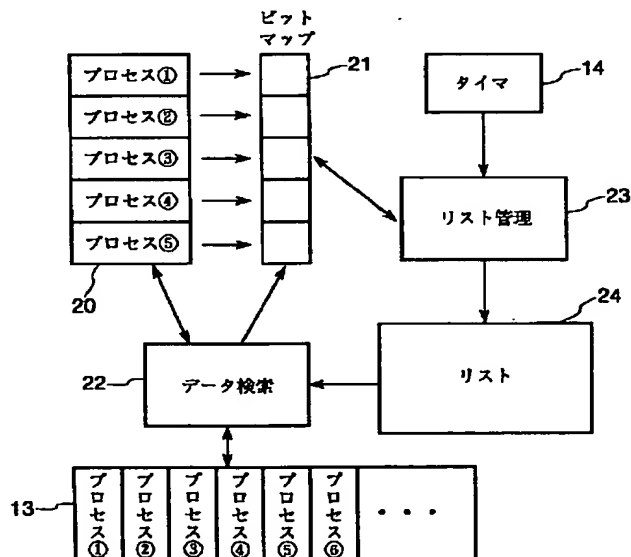 ビット
マップ
21
プロセス①
プロセス②
プロセス③
プロセス④
プロセス⑤
20
タイマ
14
リスト管理
23
24
リスト
データ検索
22
13
プロセス①
プロセス②
プロセス③
プロセス④
プロセス⑤
プロセス⑥
・・・